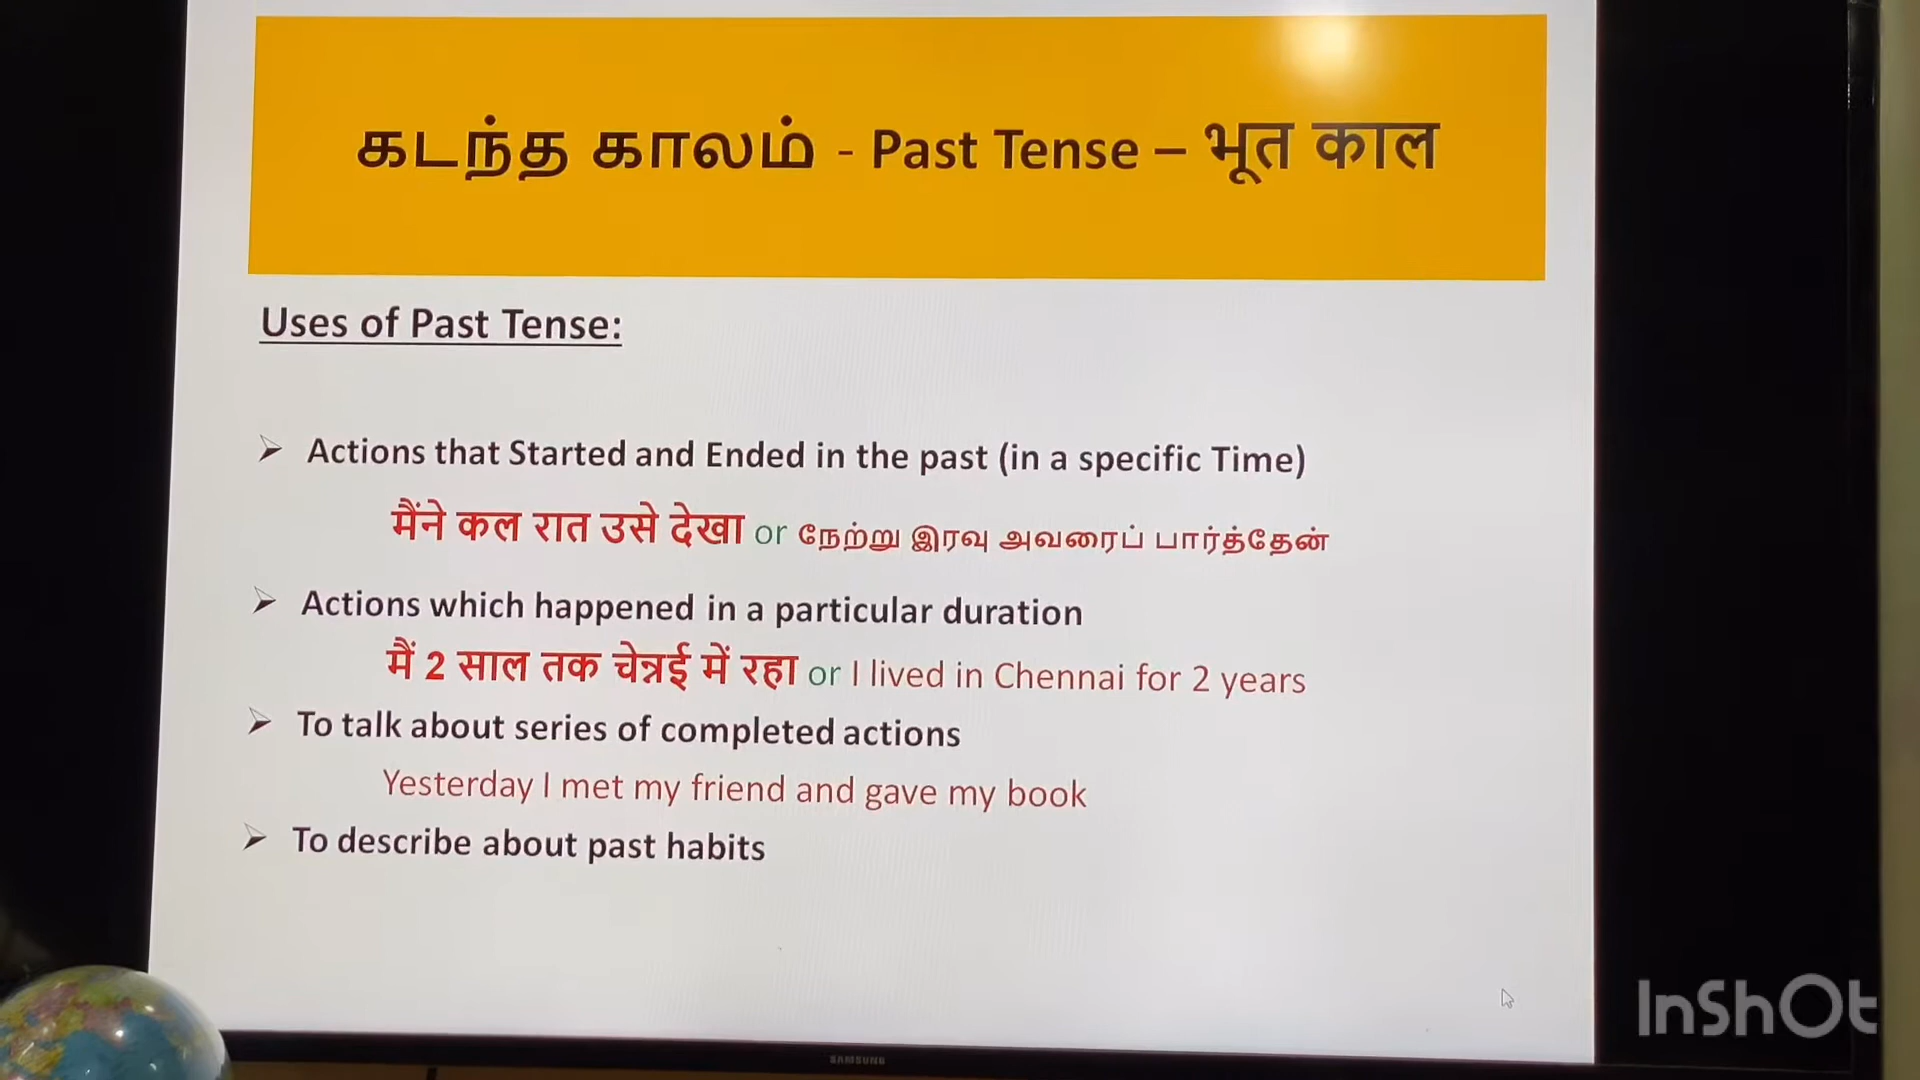 கடந்த காலம் - Past Tense – भूत काल
Uses of Past Tense:
➢ Actions that Started and Ended in the past (in a specific Time)
मैंने कल रात उसे देखा or நேற்று இரவு அவரைப் பார்த்தேன்
➢ Actions which happened in a particular duration
मैं 2 साल तक चेन्नई में रहा or I lived in Chennai for 2 years
➢ To talk about series of completed actions
Yesterday I met my friend and gave my book
➢ To describe about past habits
InShOt
SAMSUNG